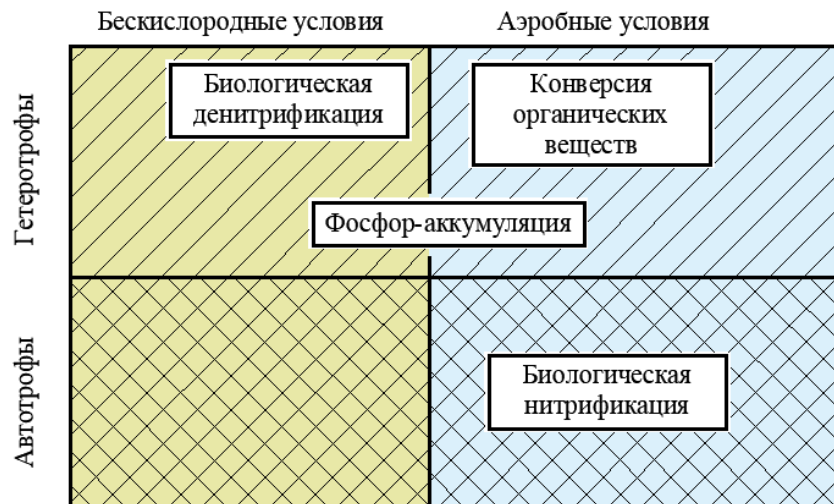 Бескислородные условия
Аэробные условия
Гетеротрофы
Биологическая
денитрификация
Конверсия
органических
веществ
Фосфор-аккумуляция
Автотрофы
Биологическая
нитрификация